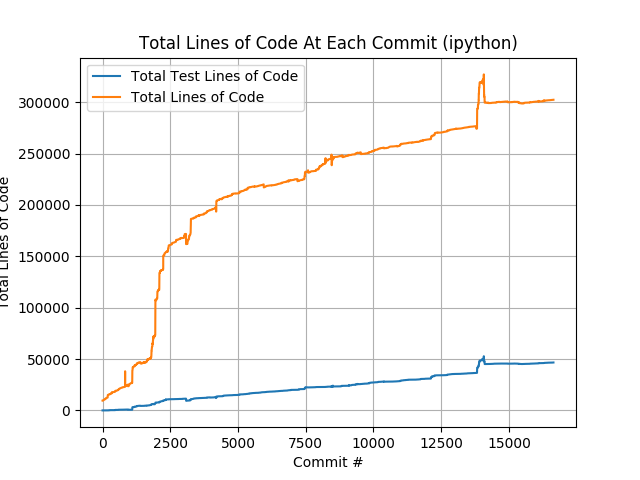 Total Lines of Code At Each Commit (ipython)
Total Test Lines of Code
Total Lines of Code
300000
250000
200000
150000
100000
50000
0
Total Lines of Code
0 2500 5000 7500 10000 12500 15000
Commit #